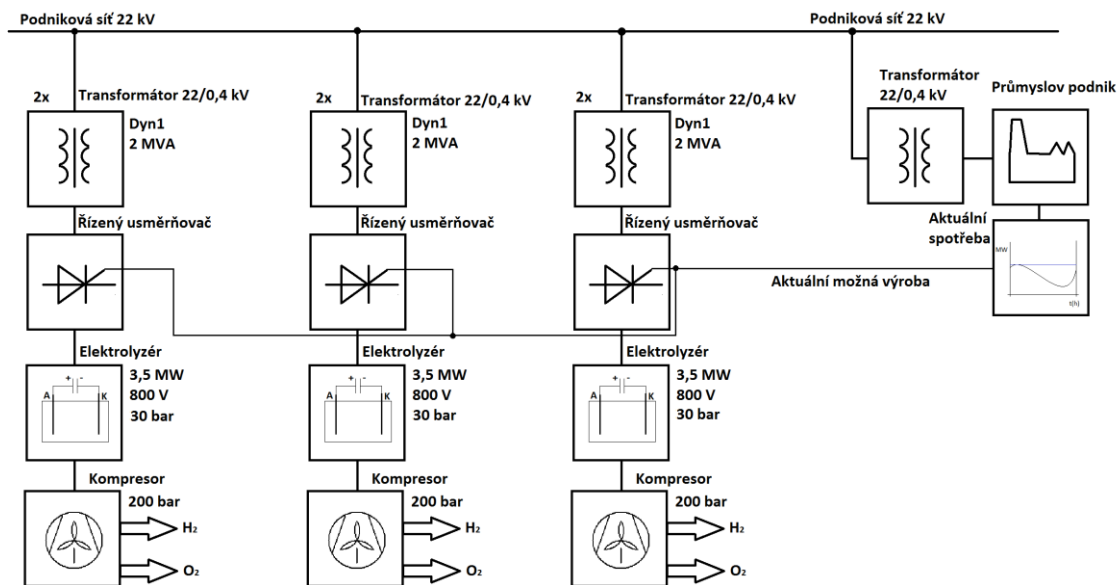 Podniková síť 22 kV
Podniková síť 22 kV
2x
Transformátor 22/0,4 kV
Dyn1
2 MVA
2x
Transformátor 22/0,4 kV
Dyn1
2 MVA
2x
Transformátor 22/0,4 kV
Dyn1
2 MVA
Transformátor
22/0,4 kV
Průmyslov podnik
Řízený usměrňovač
Řízený usměrňovač
Řízený usměrňovač
Aktuální
spotřeba
Aktuální možná výroba
MW
t(h)
Elektrolyzér
3,5 MW
800 V
30 bar
+ -
A K
Elektrolyzér
3,5 MW
800 V
30 bar
+ -
A K
Elektrolyzér
3,5 MW
800 V
30 bar
+ -
A K
Kompresor
200 bar
H₂
O₂
Kompresor
200 bar
H₂
O₂
Kompresor
200 bar
H₂
O₂